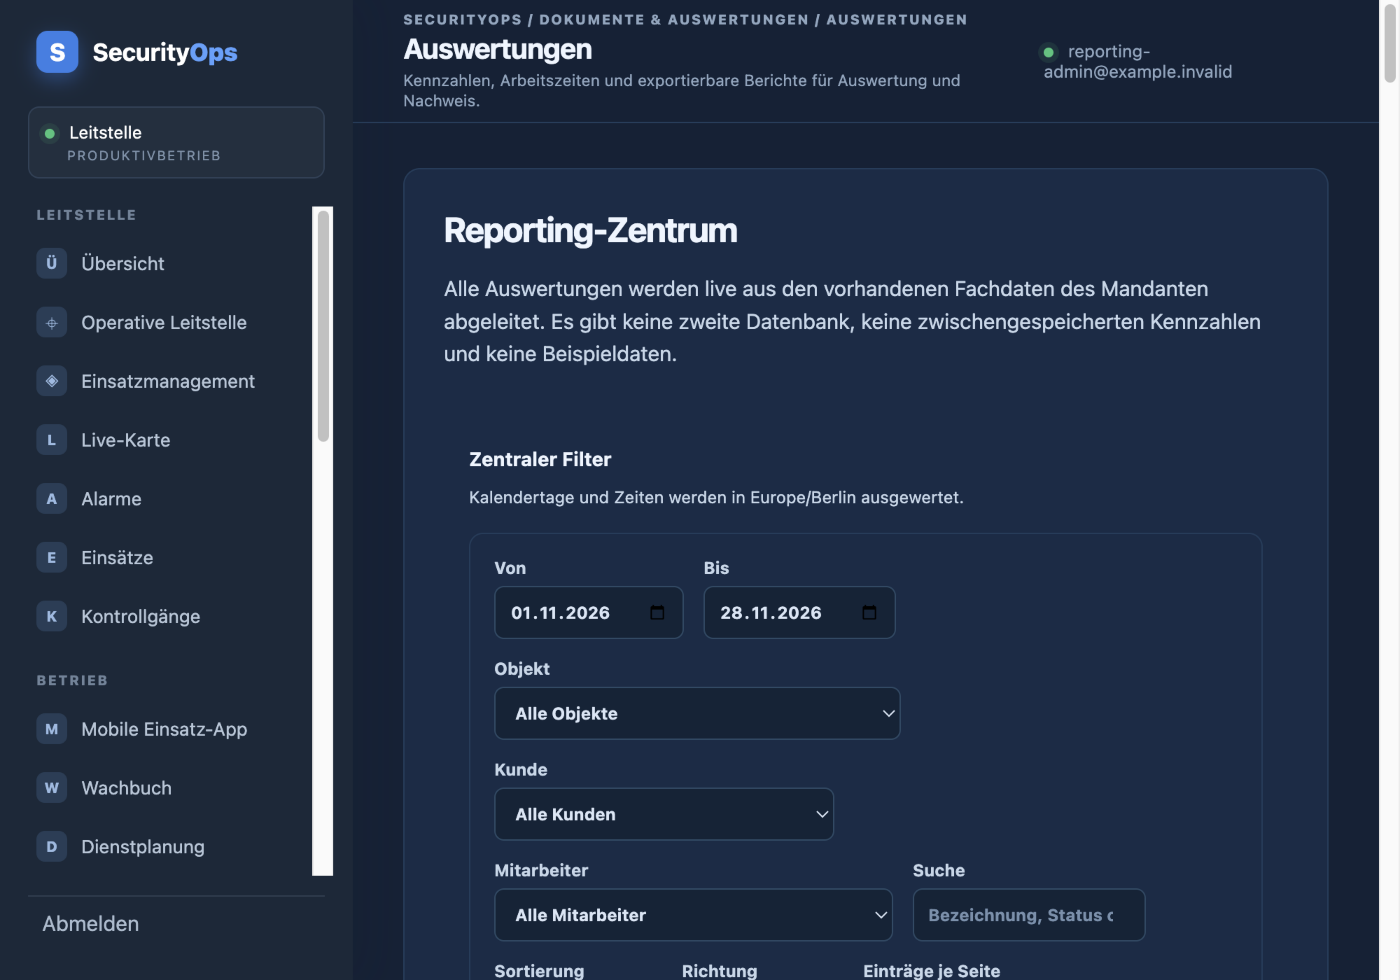 S SecurityOps
Leitstelle
PRODUKTIVBETRIEB
LEITSTELLE
Ü Übersicht
Operative Leitstelle
Einsatzmanagement
L Live-Karte
A Alarme
E Einsätze
K Kontrollgänge
BETRIEB
M Mobile Einsatz-App
W Wachbuch
D Dienstplanung
Abmelden
SECURITYOPS / DOKUMENTE & AUSWERTUNGEN / AUSWERTUNGEN
Auswertungen
Kennzahlen, Arbeitszeiten und exportierbare Berichte für Auswertung und
Nachweis.
reporting-
admin@example.invalid
Reporting-Zentrum
Alle Auswertungen werden live aus den vorhandenen Fachdaten des Mandanten
abgeleitet. Es gibt keine zweite Datenbank, keine zwischengespeicherten Kennzahlen
und keine Beispieldaten.
Zentraler Filter
Kalendertage und Zeiten werden in Europe/Berlin ausgewertet.
Von Bis
01.11.2026 28.11.2026
Objekt
Alle Objekte
Kunde
Alle Kunden
Mitarbeiter Suche
Alle Mitarbeiter Bezeichnung, Status
Sortierung Richtung Einträge je Seite